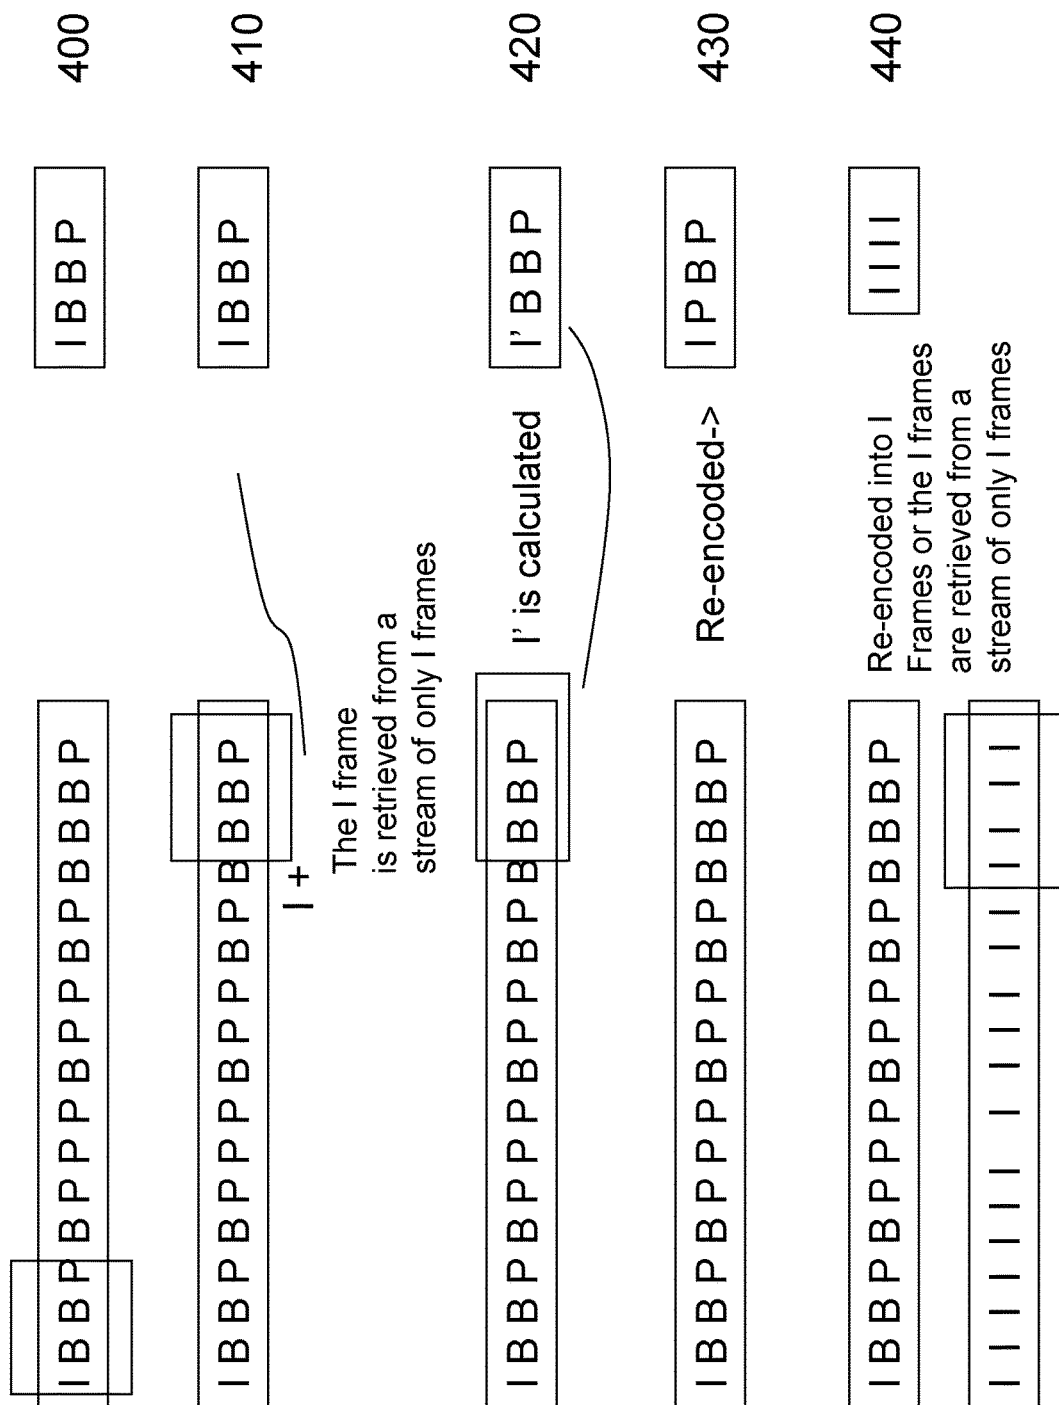 I B B P B P P P B P P B P B B B P
I B B P
400
I B B P B P P P B P P B P B B B P
I B B P
410
I +
The I frame
is retrieved from a
stream of only I frames
I B B P B P P P B P P B P B B B P
I' is calculated
I' B B P
420
I B B P B P P P B P P B P B B B P
Re-encoded->
I P B P
430
I B B P B P P P B P P B P B B B P
I I I I
440
Re-encoded into I
Frames or the I frames
are retrieved from a
stream of only I frames
I I I I I I I I I I I I I I I I I